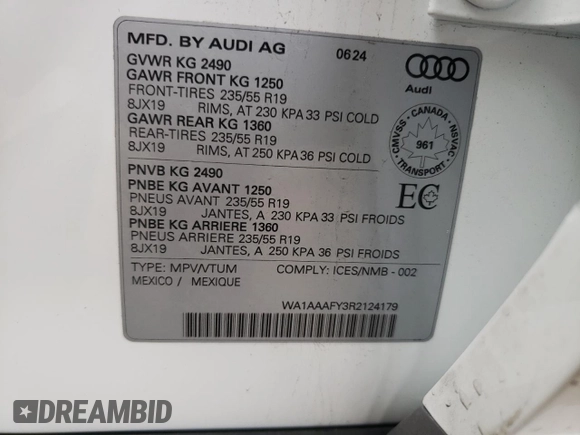 MFD. BY AUDI AG 0624
GVWR KG 2490
GAWR FRONT KG 1250
FRONT-TIRES 235/55 R19
8JX19 RIMS, AT 230 KPA 33 PSI COLD
GAWR REAR KG 1360
REAR-TIRES 235/55 R19
8JX19 RIMS, AT 250 KPA 36 PSI COLD
PNVB KG 2490
PNBE KG AVANT 1250
PNEUS AVANT 235/55 R19
8JX19 JANTES, A 230 KPA 33 PSI FROIDS
PNBE KG ARRIERE 1360
PNEUS ARRIERE 235/55 R19
8JX19 JANTES, A 250 KPA 36 PSI FROIDS
TYPE: MPV/VTUM COMPLY: ICES/NMB - 002
MEXICO / MEXIQUE
WA1AAAFY3R2124179
Audi
CMVSS - CANADA - NSVAC
961
EC
DREAMBID